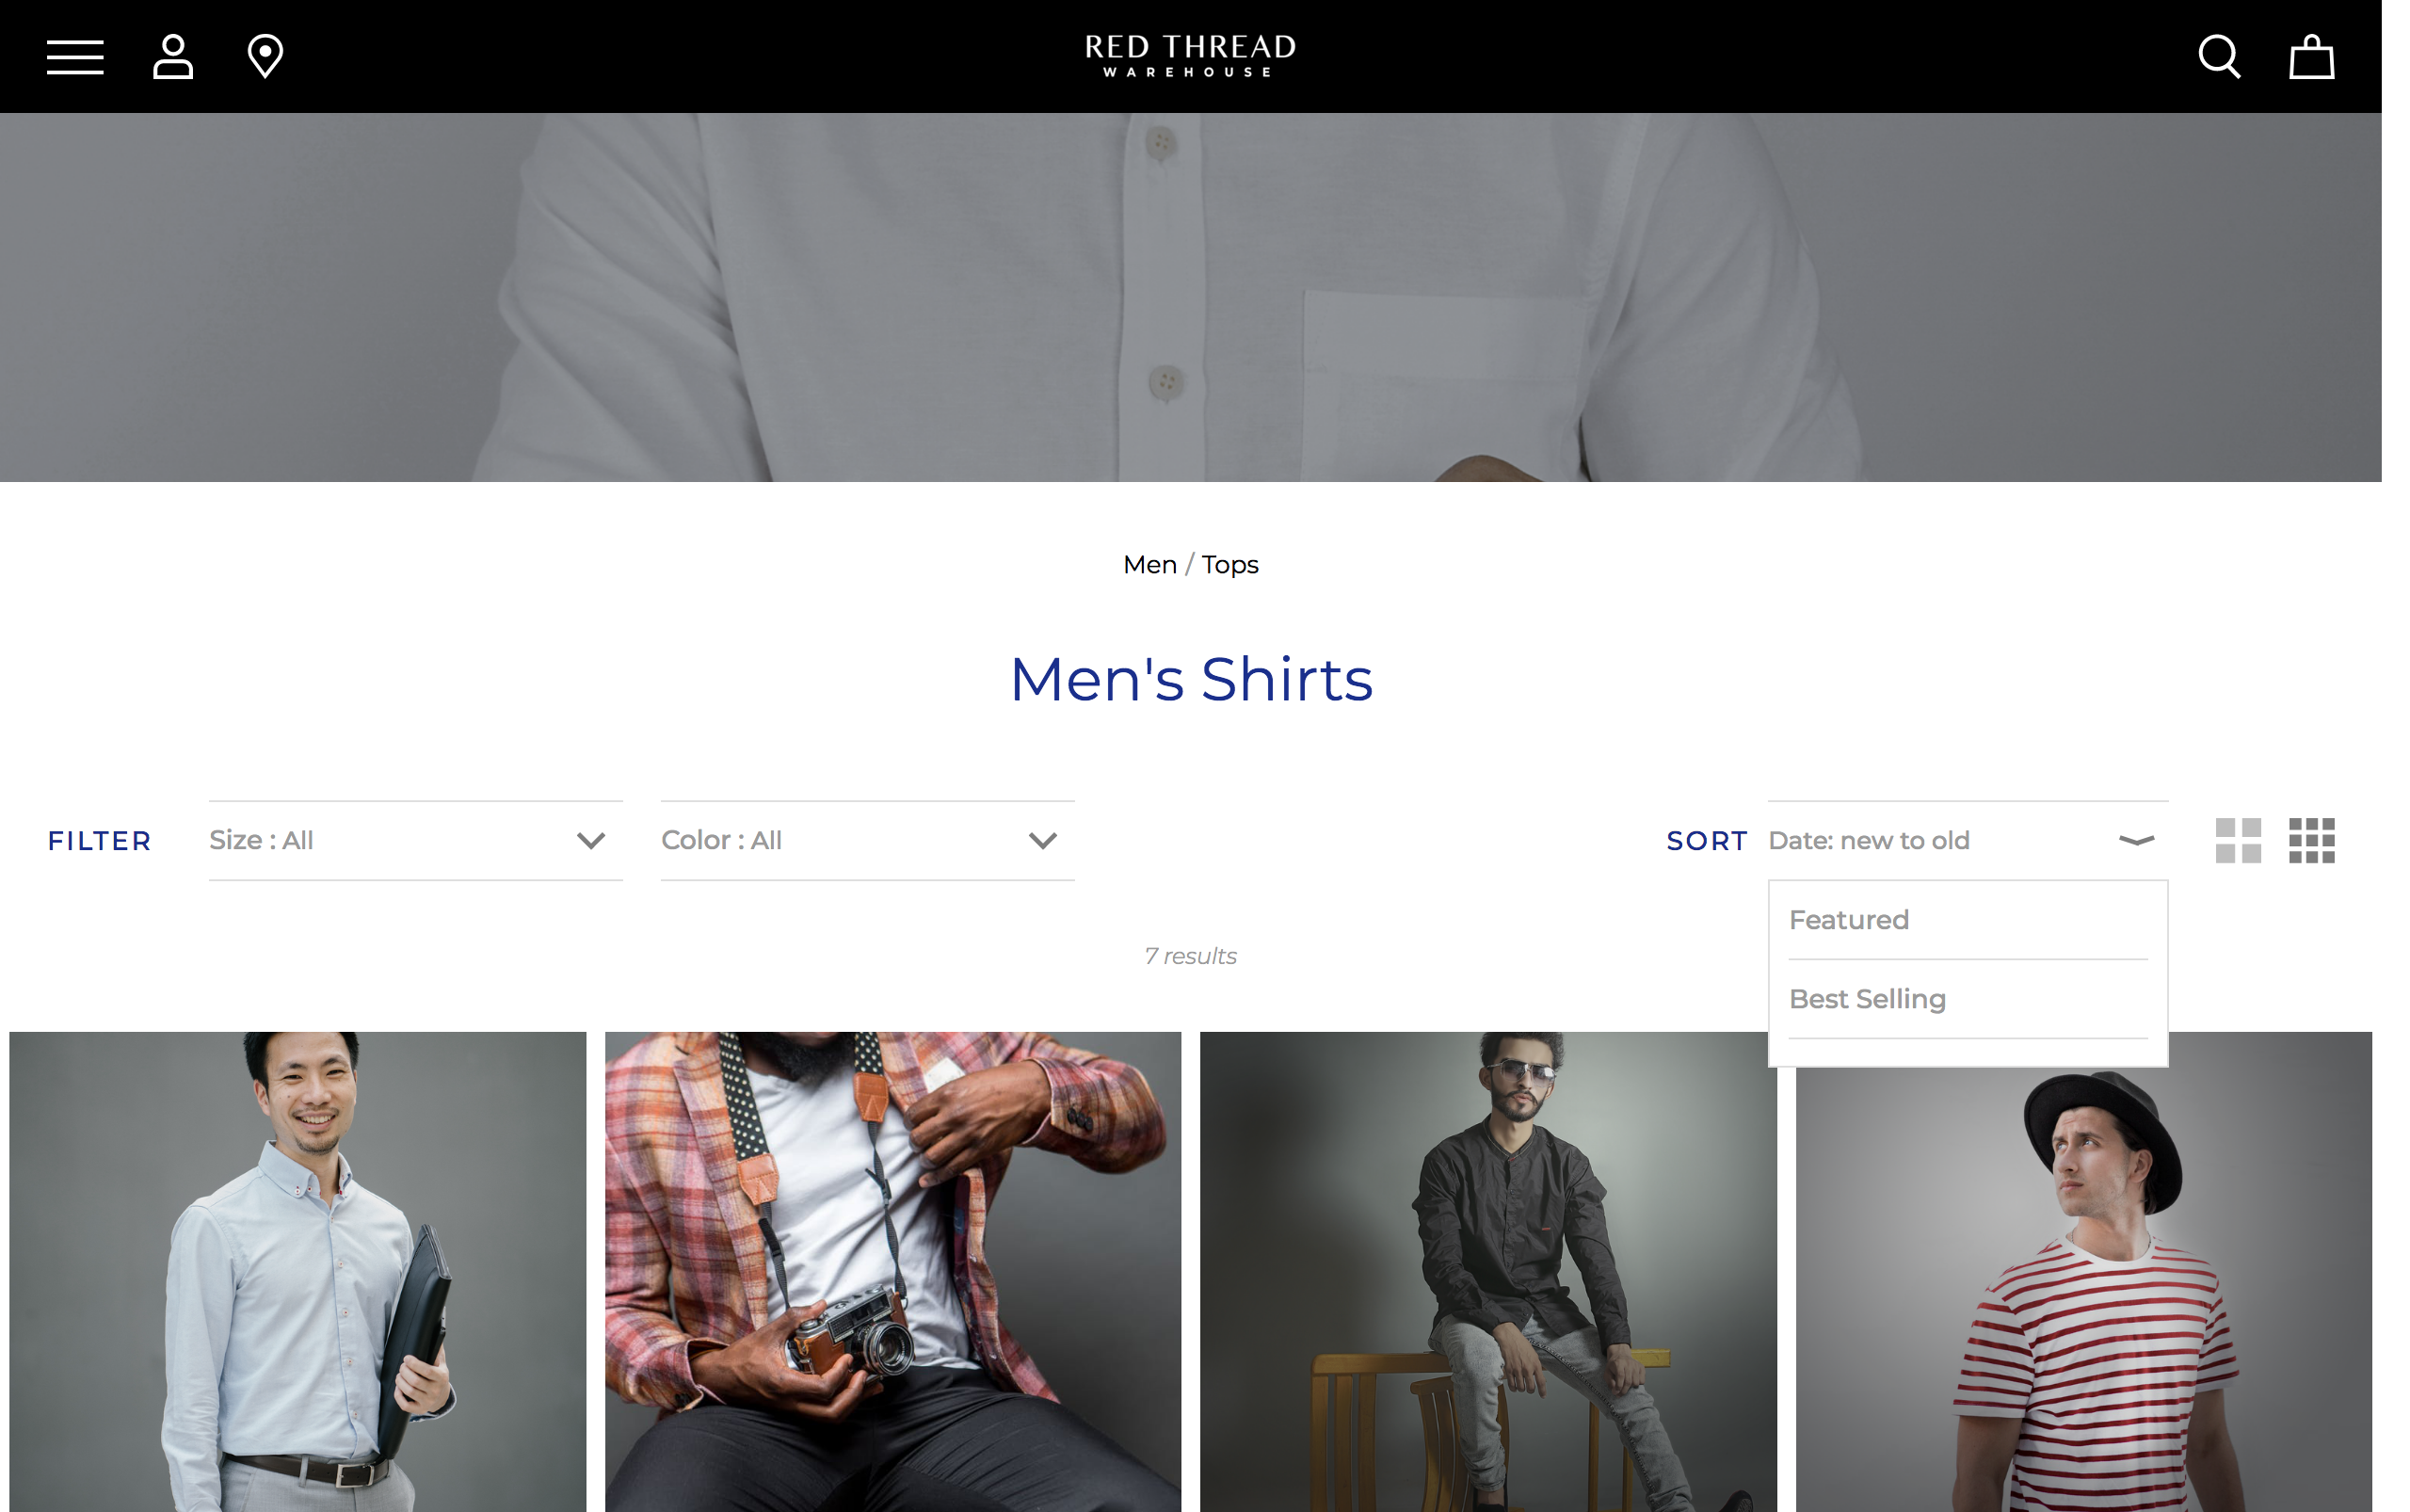 RED THREAD
WAREHOUSE
Men / Tops
Men's Shirts
FILTER
Size : All
Color : All
SORT
Date: new to old
Featured
Best Selling
7 results